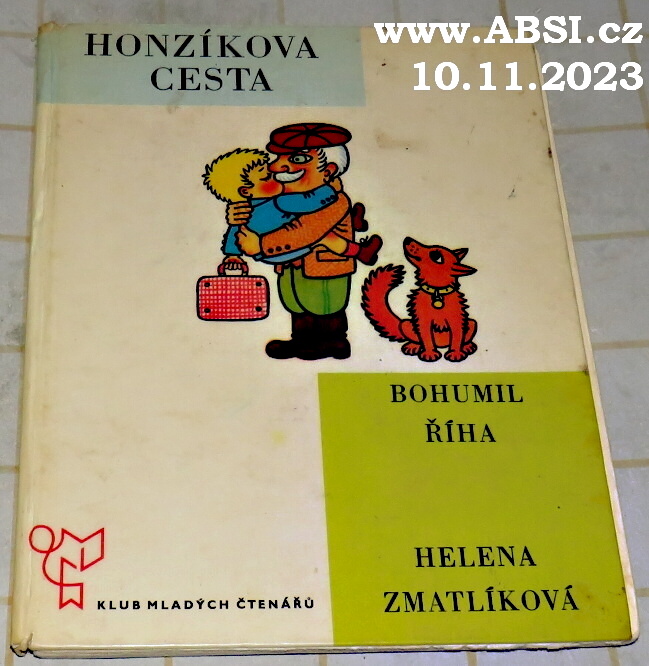 www.ABSI.cz
10.11.2023
HONZÍKOVA
CESTA
BOHUMIL
ŘÍHA
HELENA
ZMATLÍKOVÁ
KLUB MLADÝCH ČTENÁŘŮ